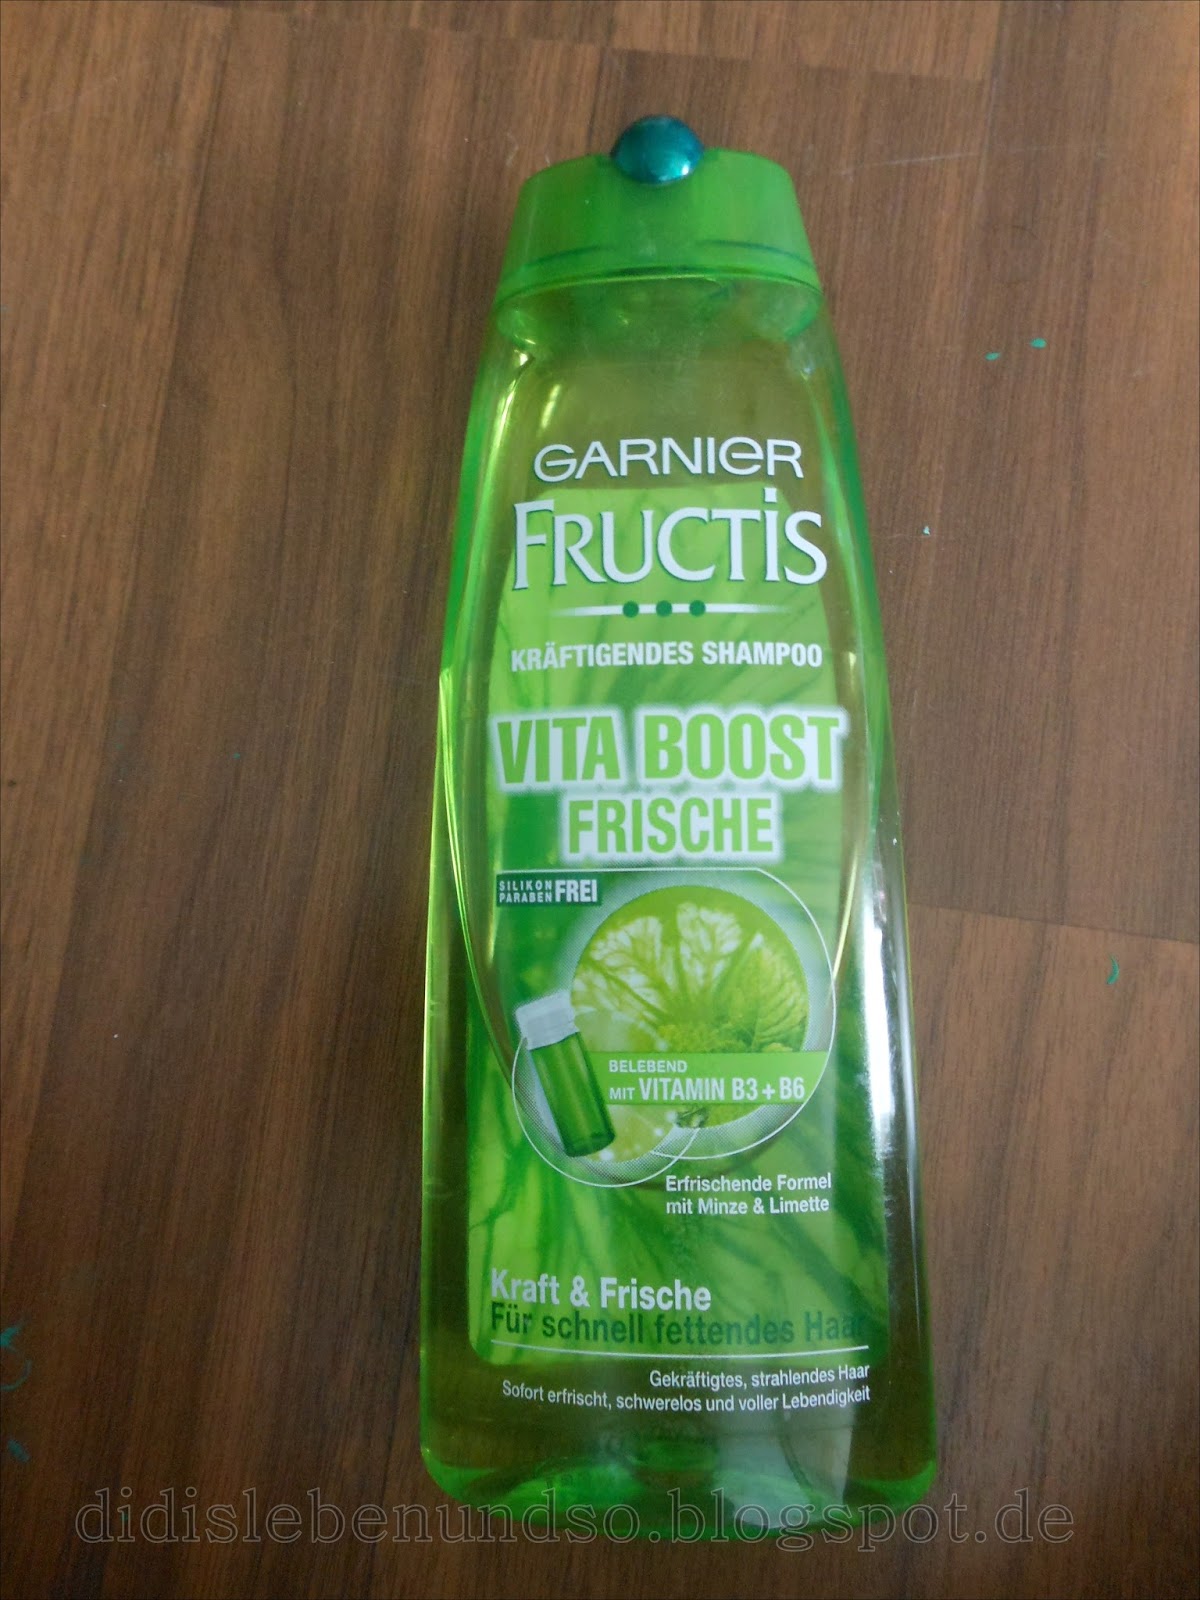 GARNIER
FRUCTIS
KRÄFTIGENDES SHAMPOO
VITA BOOST
FRISCHE
SILIKON
PARABEN FREI
BELEBEND
MIT VITAMIN B3 + B6
Erfrischende Formel
mit Minze & Limette
Kraft & Frische
Für schnell fettendes Haar
Gekräftigtes, strahlendes Haar
Sofort erfrischt, schwerelos und voller Lebendigkeit
didislebenundso.blogspot.de